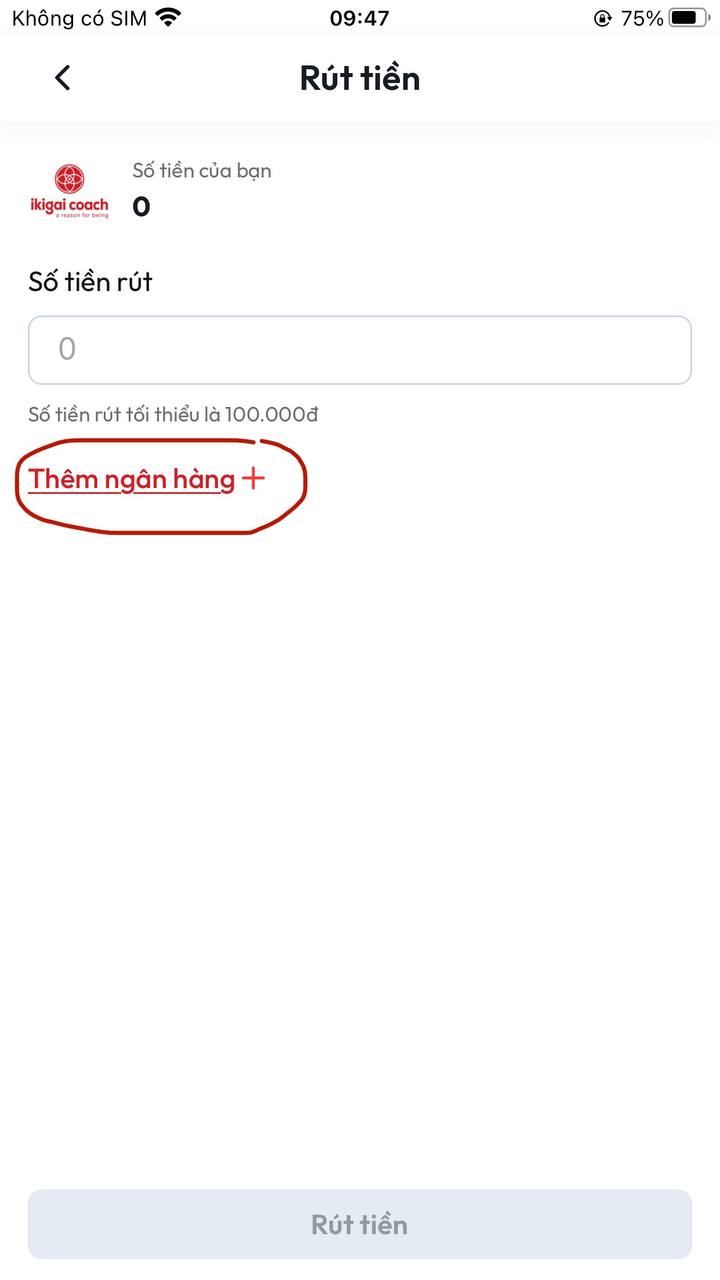 Không có SIM 09:47 75%
Rút tiền
Số tiền của bạn
0
ikigai coach
a reason for being
Số tiền rút
0
Số tiền rút tối thiểu là 100.000đ
Thêm ngân hàng +
Rút tiền